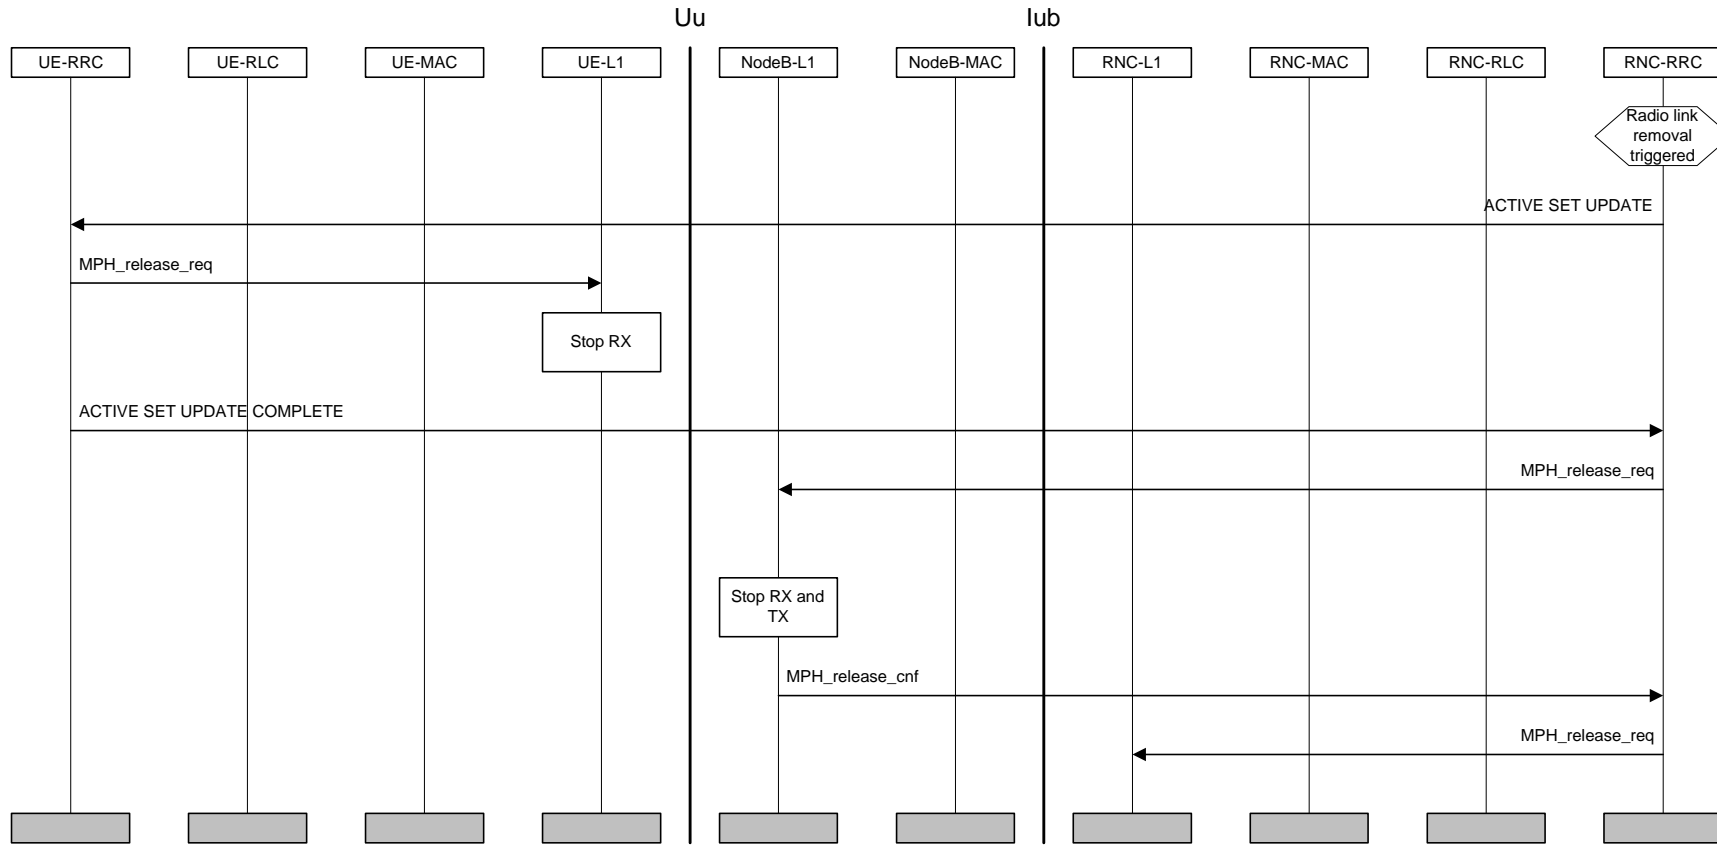 Uu
Iub
UE-RRC
UE-RLC
UE-MAC
UE-L1
NodeB-L1
NodeB-MAC
RNC-L1
RNC-MAC
RNC-RLC
RNC-RRC
Radio link
removal
triggered
ACTIVE SET UPDATE
MPH_release_req
Stop RX
ACTIVE SET UPDATE COMPLETE
MPH_release_req
Stop RX and
TX
MPH_release_cnf
MPH_release_req